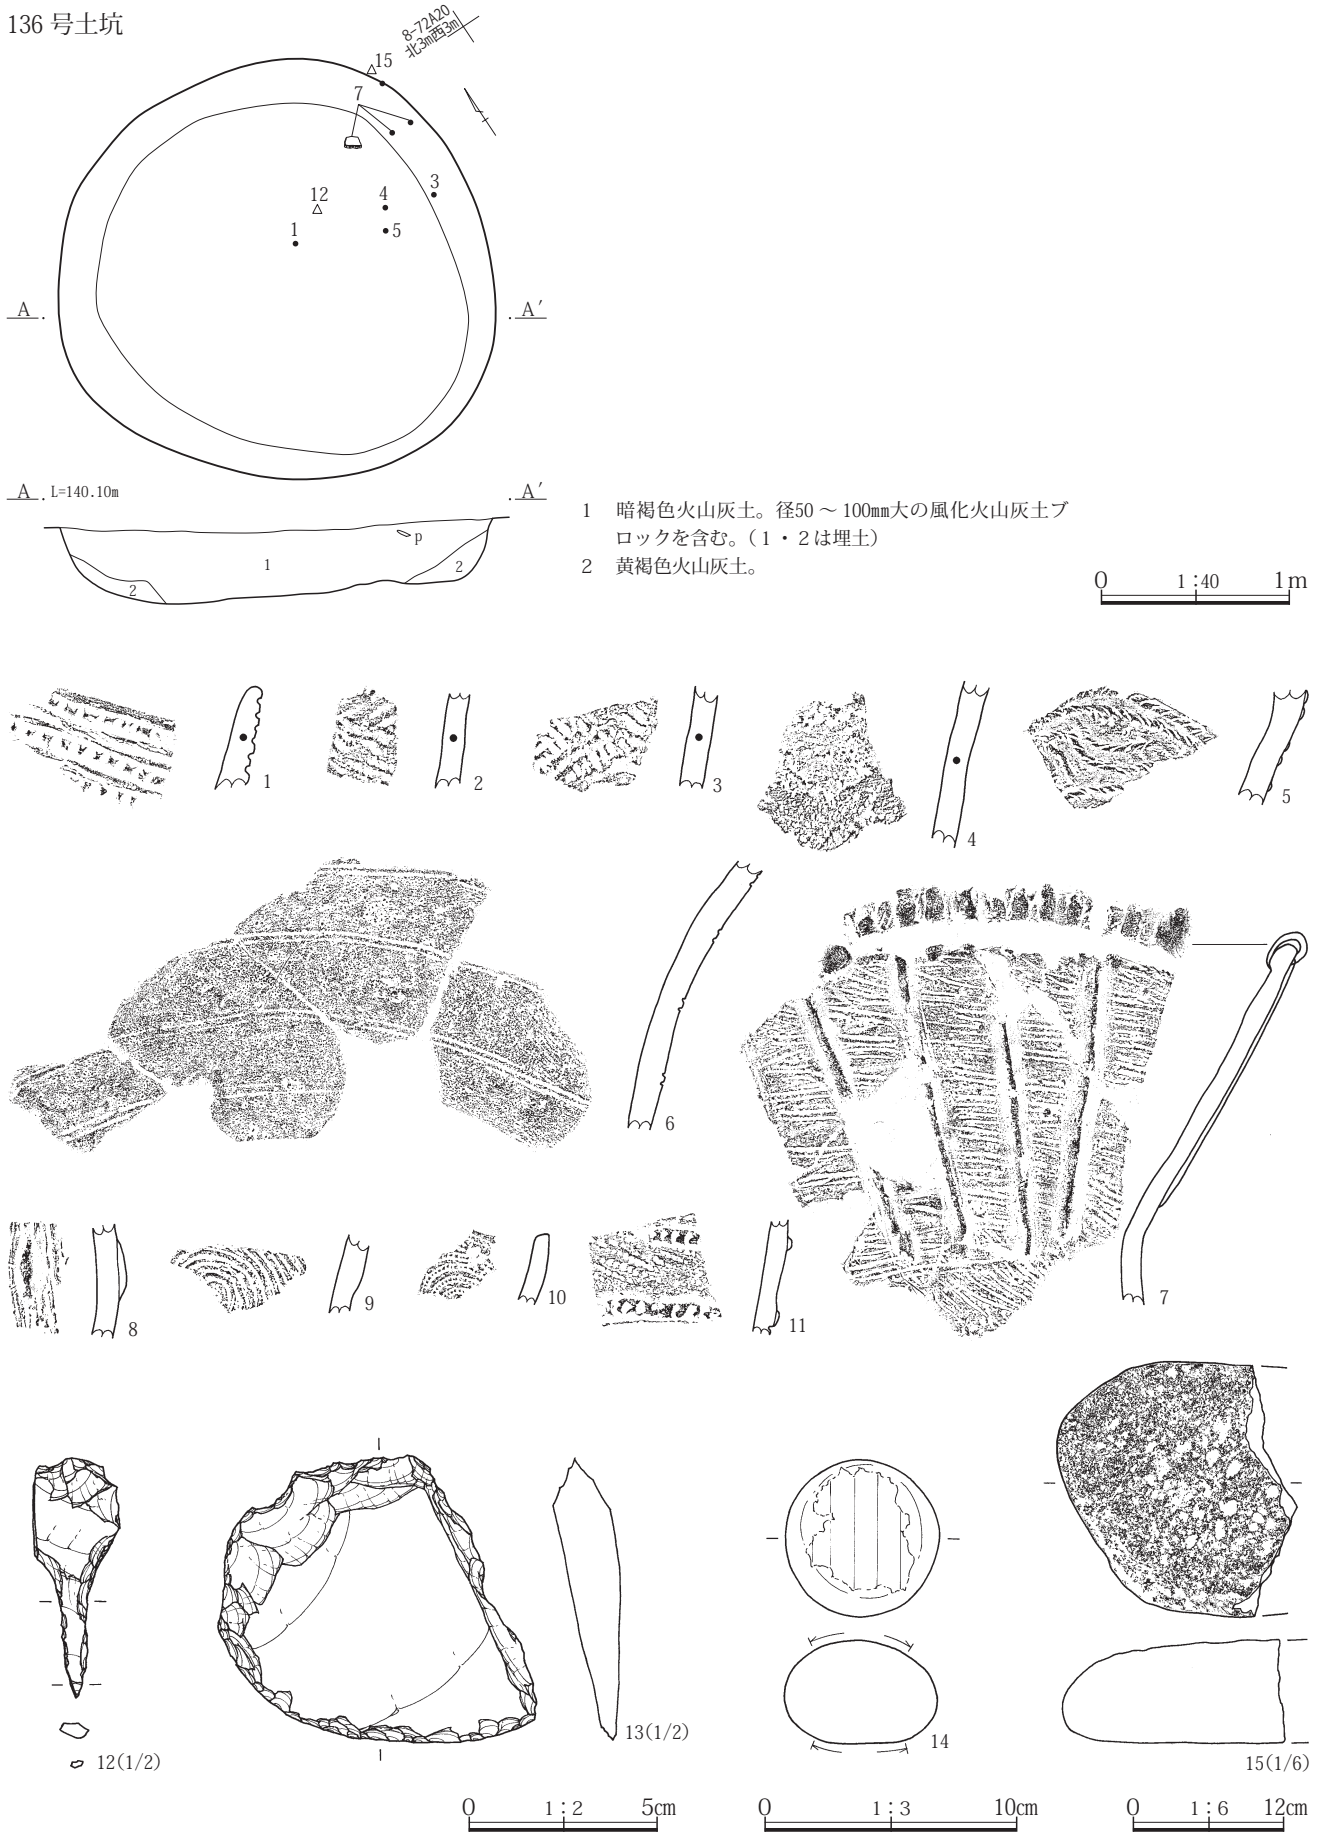 136 号土坑
8-72A20
北3m西3m
15
7
3
12
4
1
5
A
A′
A
L=140.10m
A′
p
1
2
2
1 暗褐色火山灰土。径50 ～ 100㎜大の風化火山灰土ブ
ロックを含む。（１・２は埋土）
2 黄褐色火山灰土。
0 1：40 1m
1
2
3
4
5
6
7
8
9
10
11
12(1/2)
13(1/2)
14
15(1/6)
0 1：2 5㎝
0 1：3 10㎝
0 1：6 12㎝